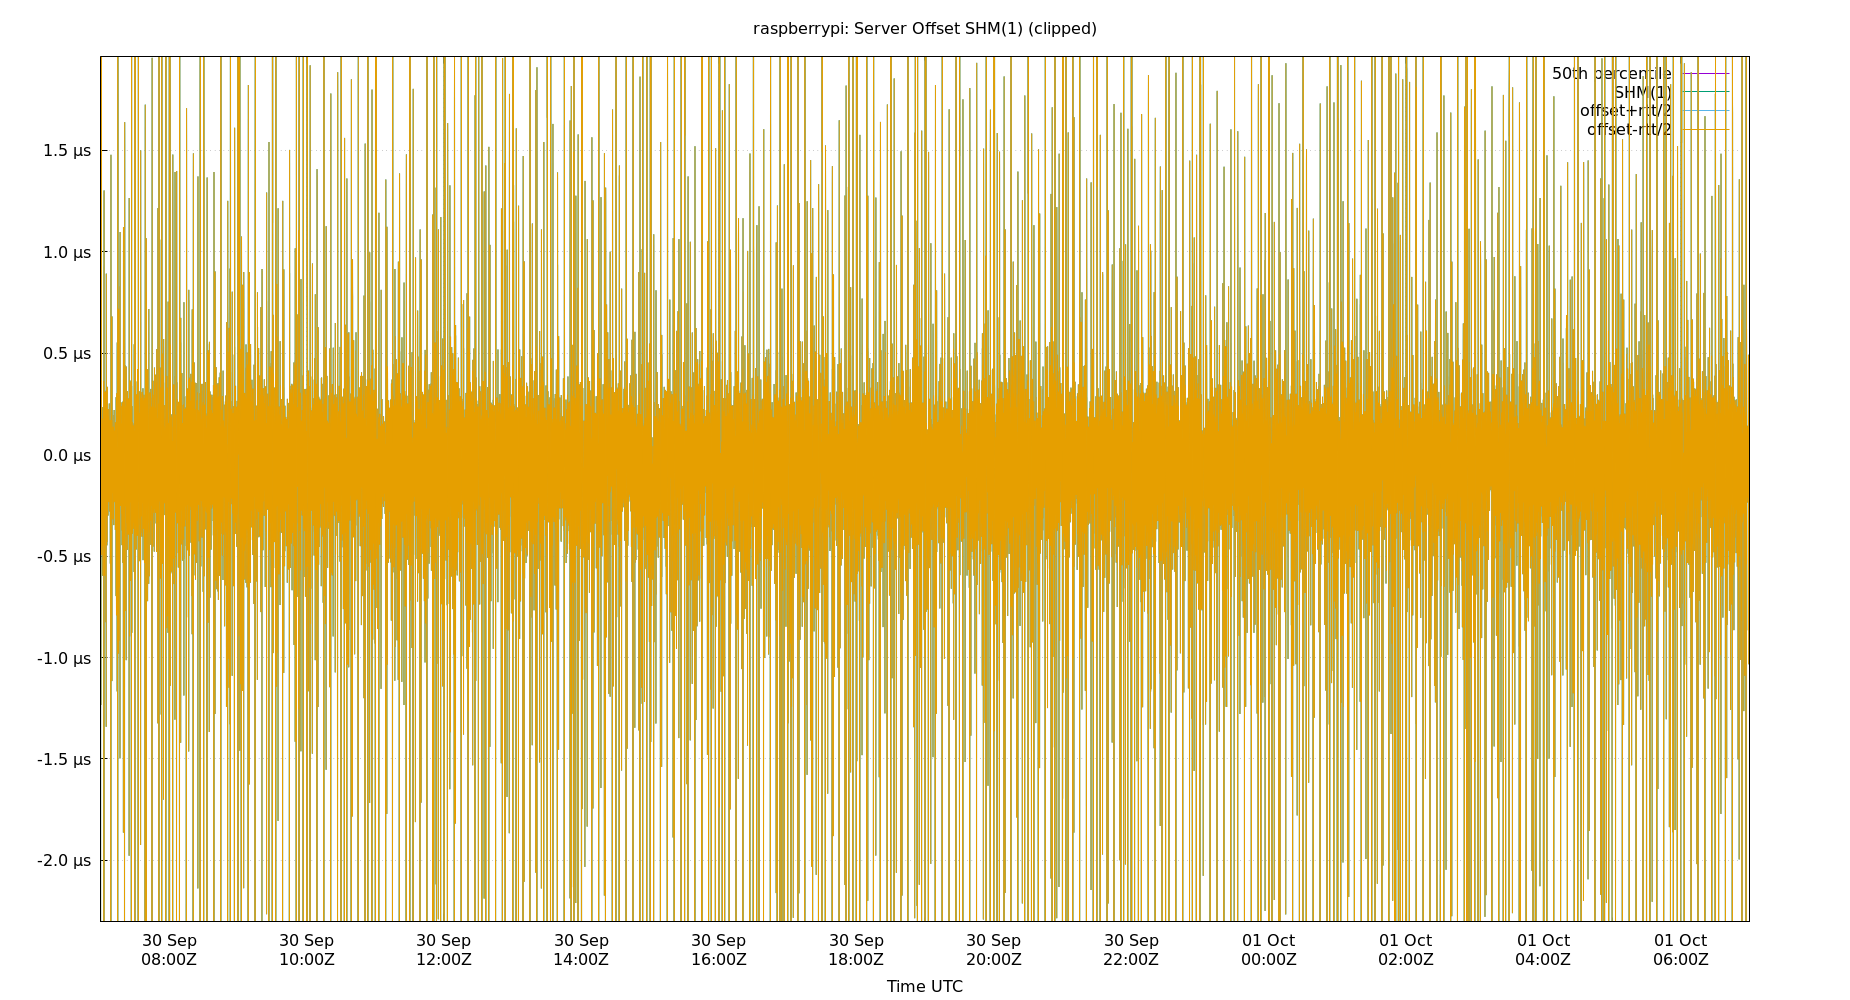 raspberrypi: Server Offset SHM(1) (clipped)
50th percentile
SHM(1)
offset+rtt/2
offset-rtt/2
1.5 µs
1.0 µs
0.5 µs
0.0 µs
-0.5 µs
-1.0 µs
-1.5 µs
-2.0 µs
30 Sep 30 Sep 30 Sep 30 Sep 30 Sep 30 Sep 30 Sep 30 Sep 01 Oct 01 Oct 01 Oct 01 Oct
08:00Z 10:00Z 12:00Z 14:00Z 16:00Z 18:00Z 20:00Z 22:00Z 00:00Z 02:00Z 04:00Z 06:00Z
Time UTC